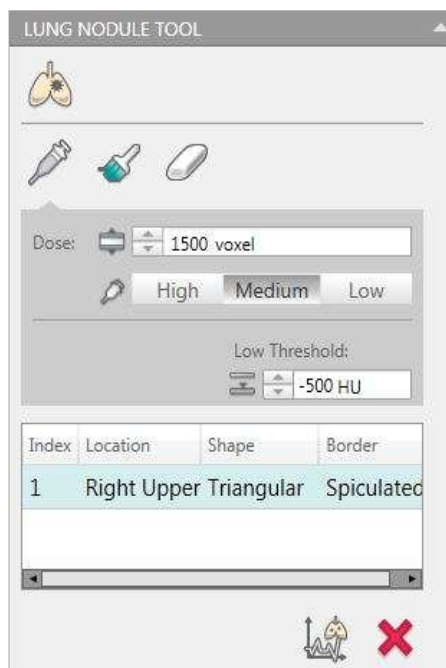 LUNG NODULE TOOL
Dose: 1500 voxel
High Medium Low
Low Threshold:
-500 HU
Index Location Shape Border
1 Right Upper Triangular Spiculated